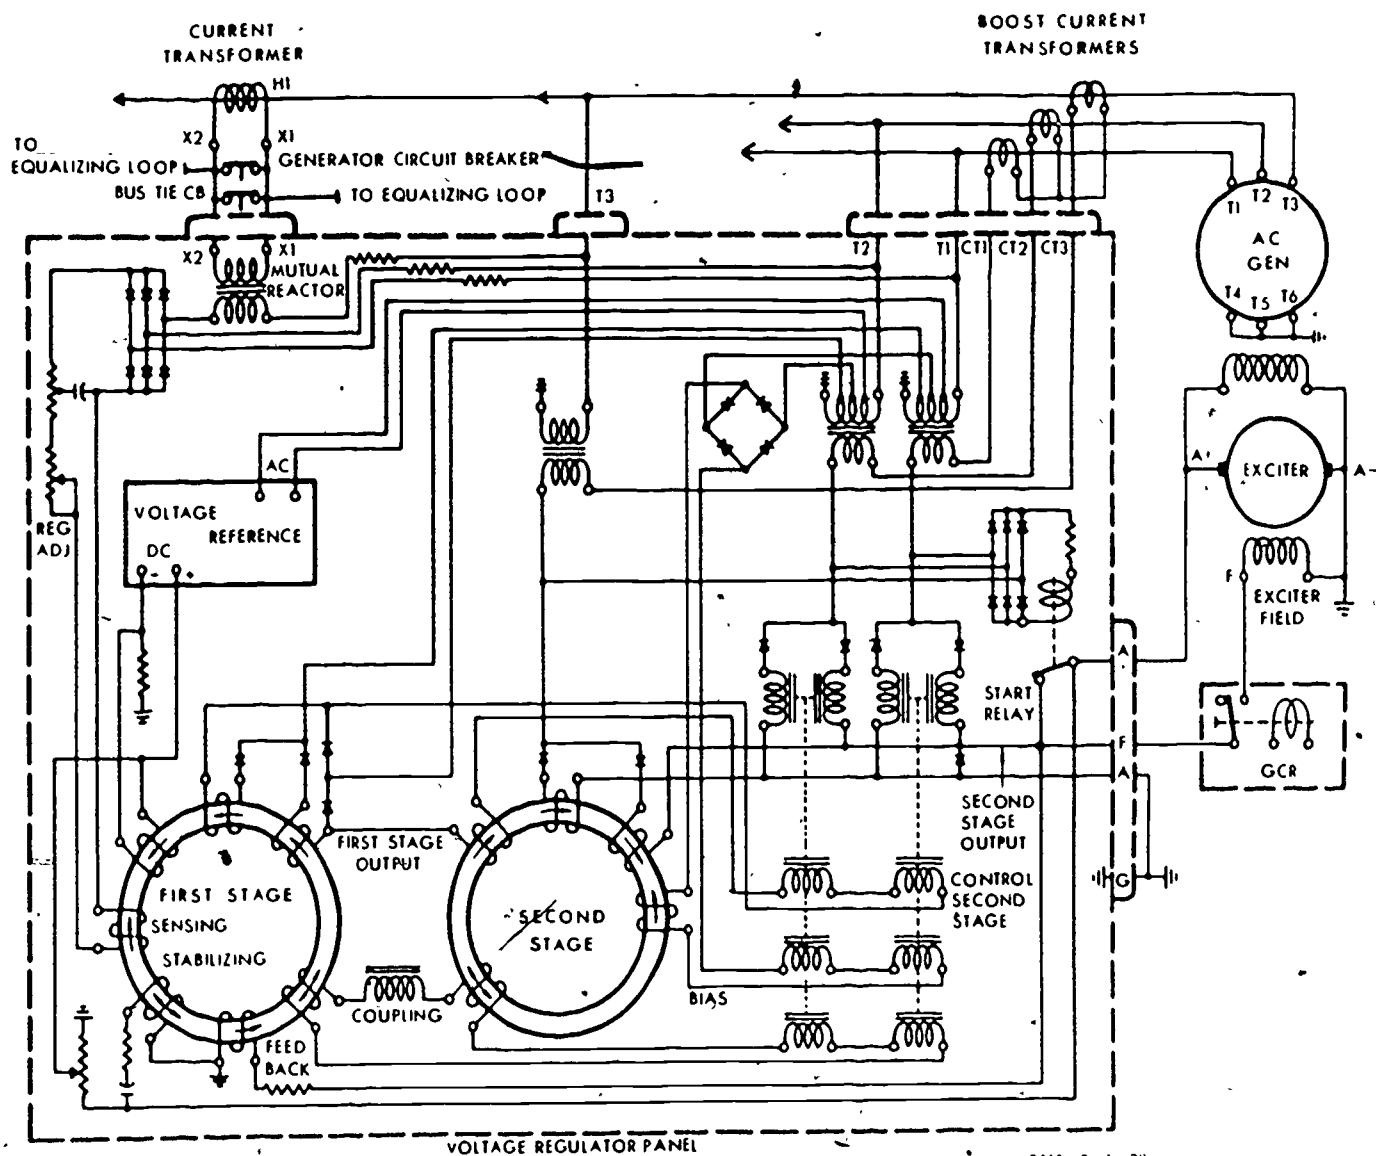 CURRENT
TRANSFORMER
BOOST CURRENT
TRANSFORMERS
H1
X2
X1
TO
EQUALIZING LOOP
GENERATOR CIRCUIT BREAKER
BUS TIE CB
TO EQUALIZING LOOP
T3
T1
T2
T3
AC
GEN
T4
T5
T6
X2
X1
MUTUAL
REACTOR
T2
T1
CT1
CT2
CT3
AC
VOLTAGE
REFERENCE
DC
-
+
REG
ADJ
A+
EXCITER
A-
F
EXCITER
FIELD
START
RELAY
A
F
A
G
GCR
SECOND
STAGE
OUTPUT
FIRST STAGE
OUTPUT
CONTROL
SECOND
STAGE
FIRST STAGE
SENSING
STABILIZING
SECOND
STAGE
BIAS
COUPLING
FEED
BACK
VOLTAGE REGULATOR PANEL